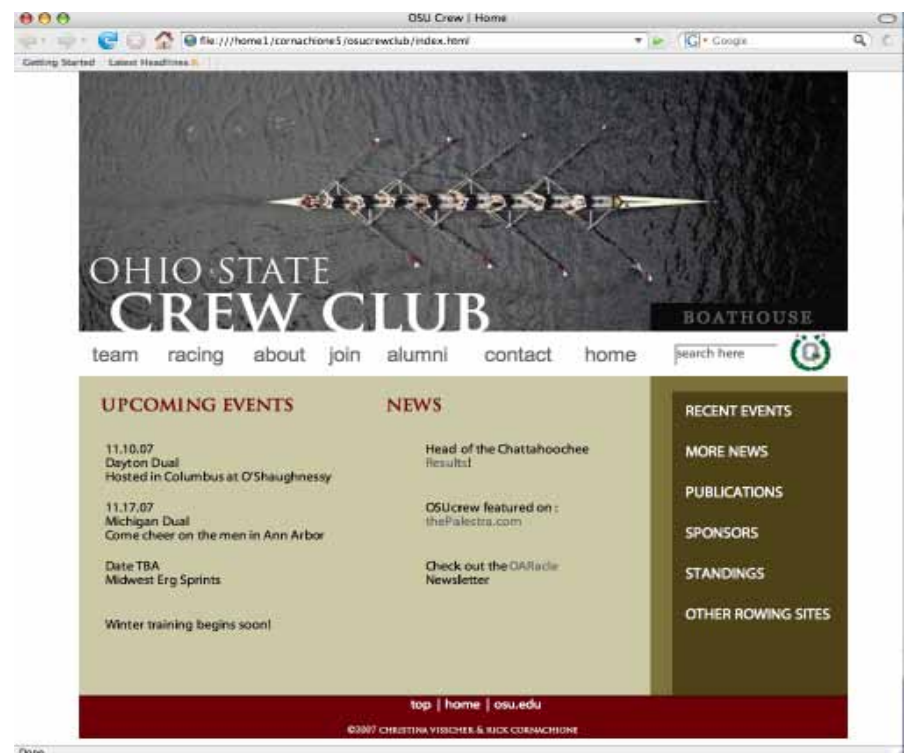 OSU Crew | Home
file:///home1/cornachione5/osucrewclub/index.html
Google
Getting Started Latest Headlines
OHIO STATE
CREW CLUB
BOATHOUSE
team racing about join alumni contact home
search here
UPCOMING EVENTS
11.10.07
Dayton Dual
Hosted in Columbus at O'Shaughnessy
11.17.07
Michigan Dual
Come cheer on the men in Ann Arbor
Date TBA
Midwest Erg Sprints
Winter training begins soon!
NEWS
Head of the Chattahoochee
Results!
OSUcrew featured on :
thePalestra.com
Check out the OARacle
Newsletter
RECENT EVENTS
MORE NEWS
PUBLICATIONS
SPONSORS
STANDINGS
OTHER ROWING SITES
top | home | osu.edu
©2007 CHRISTINA VISSCHER & RICK CORNACHIONE
Done